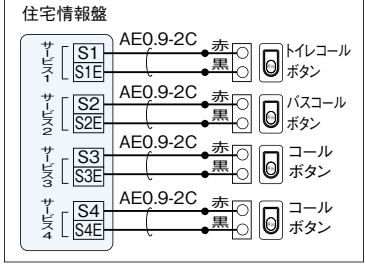 住宅情報盤
サービス1
S1
S1E
AE0.9-2C
赤
黒
トイレコール
ボタン
サービス2
S2
S2E
AE0.9-2C
赤
黒
バスコール
ボタン
サービス3
S3
S3E
AE0.9-2C
赤
黒
コール
ボタン
サービス4
S4
S4E
AE0.9-2C
赤
黒
コール
ボタン